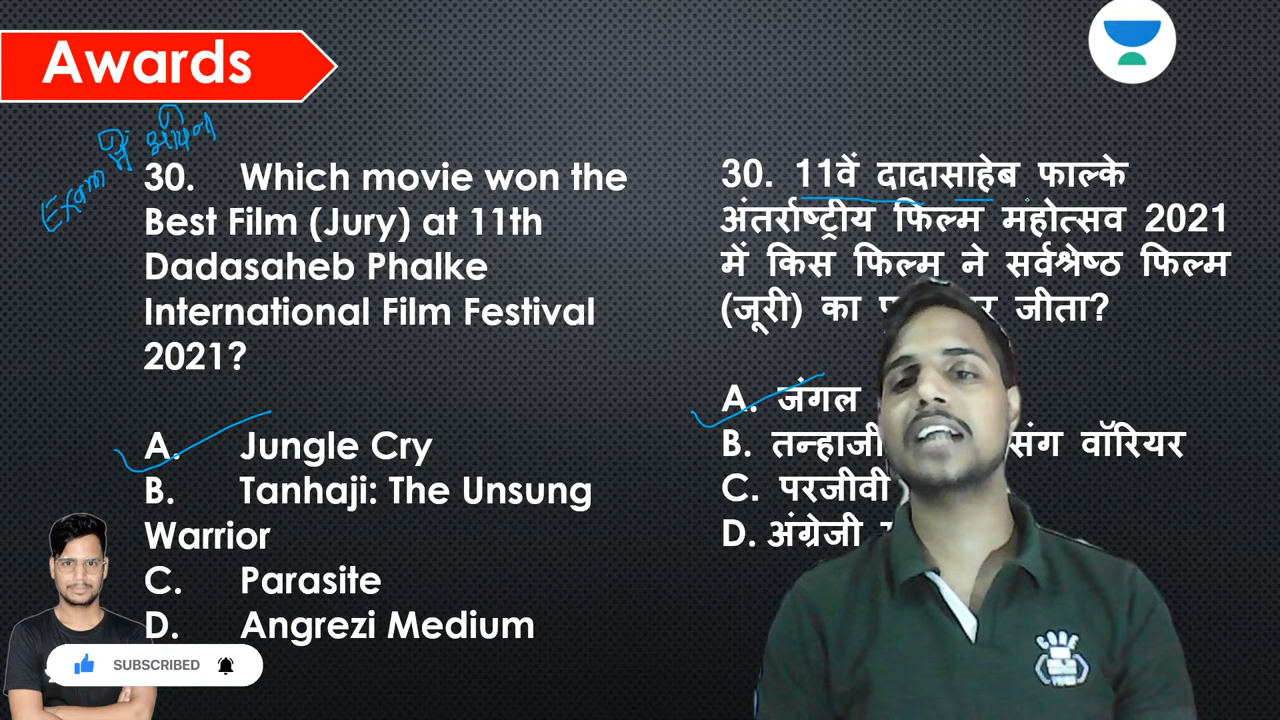 Awards
Exam में आयेगा
30. Which movie won the
Best Film (Jury) at 11th
Dadasaheb Phalke
International Film Festival
2021?
A. Jungle Cry
B. Tanhaji: The Unsung
Warrior
C. Parasite
D. Angrezi Medium
30. 11वें दादासाहेब फाल्के
अंतर्राष्ट्रीय फिल्म महोत्सव 2021
में किस फिल्म ने सर्वश्रेष्ठ फिल्म
(जूरी) का जीता?
A. जंगल
B. तन्हाजी वॉरियर
C. परजीवी
D. अंग्रेजी
SUBSCRIBED
CODE